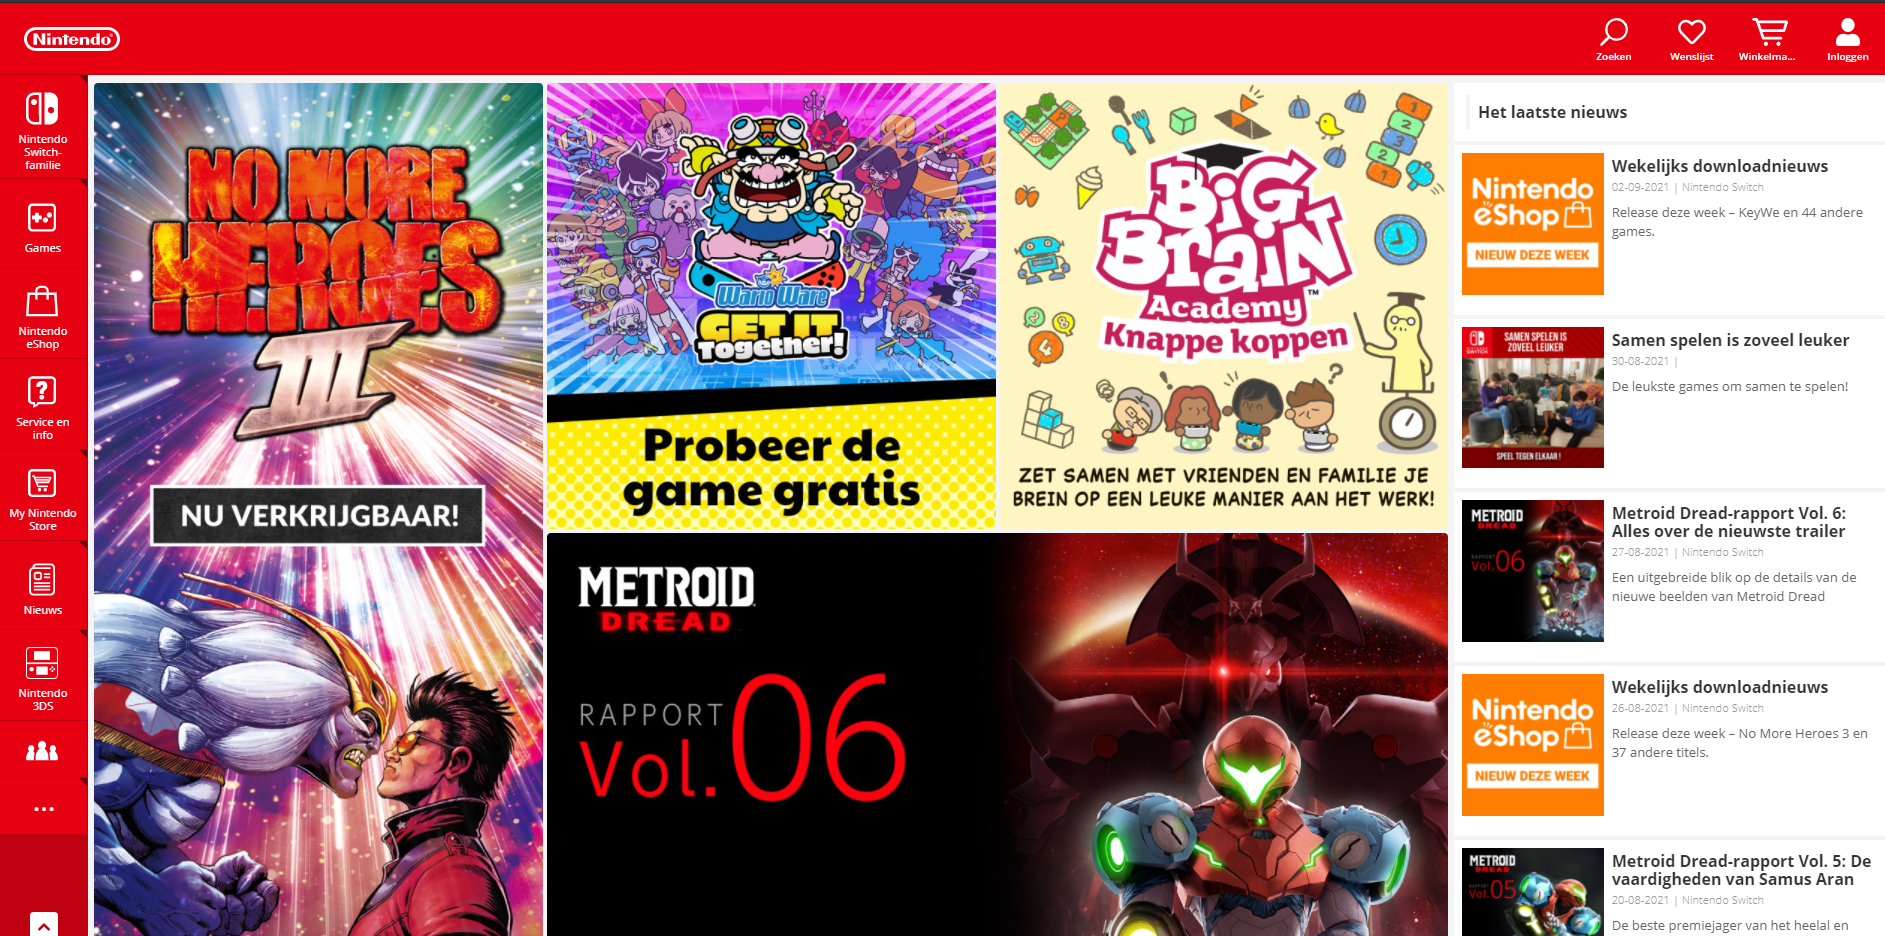 Nintendo
Zoeken
Wenslijst
Winkelma...
Inloggen
Nintendo
Switch-
familie
Games
Nintendo
eShop
Service en
info
My Nintendo
Store
Nieuws
Nintendo
3DS
...
NO MORE
HEROES
III
NU VERKRIJGBAAR!
WarioWare
GET IT
Together!
Probeer de
game gratis
BiG
BraiN
Academy™
Knappe koppen
ZET SAMEN MET VRIENDEN EN FAMILIE JE
BREIN OP EEN LEUKE MANIER AAN HET WERK!
METROID
DREAD
RAPPORT
Vol.06
Het laatste nieuws
Nintendo
eShop
NIEUW DEZE WEEK
Wekelijks downloadnieuws
02-09-2021 | Nintendo Switch
Release deze week – KeyWe en 44 andere
games.
SAMEN SPELEN IS
ZOVEEL LEUKER
SWITCH
SPEEL TEGEN ELKAAR!
Samen spelen is zoveel leuker
30-08-2021 |
De leukste games om samen te spelen!
METROID
DREAD
RAPPORT
Vol.06
Metroid Dread-rapport Vol. 6:
Alles over de nieuwste trailer
27-08-2021 | Nintendo Switch
Een uitgebreide blik op de details van de
nieuwe beelden van Metroid Dread
Nintendo
eShop
NIEUW DEZE WEEK
Wekelijks downloadnieuws
26-08-2021 | Nintendo Switch
Release deze week – No More Heroes 3 en
37 andere titels.
METROID
DREAD
Vol.05
Metroid Dread-rapport Vol. 5: De
vaardigheden van Samus Aran
20-08-2021 | Nintendo Switch
De beste premiejager van het heelal en